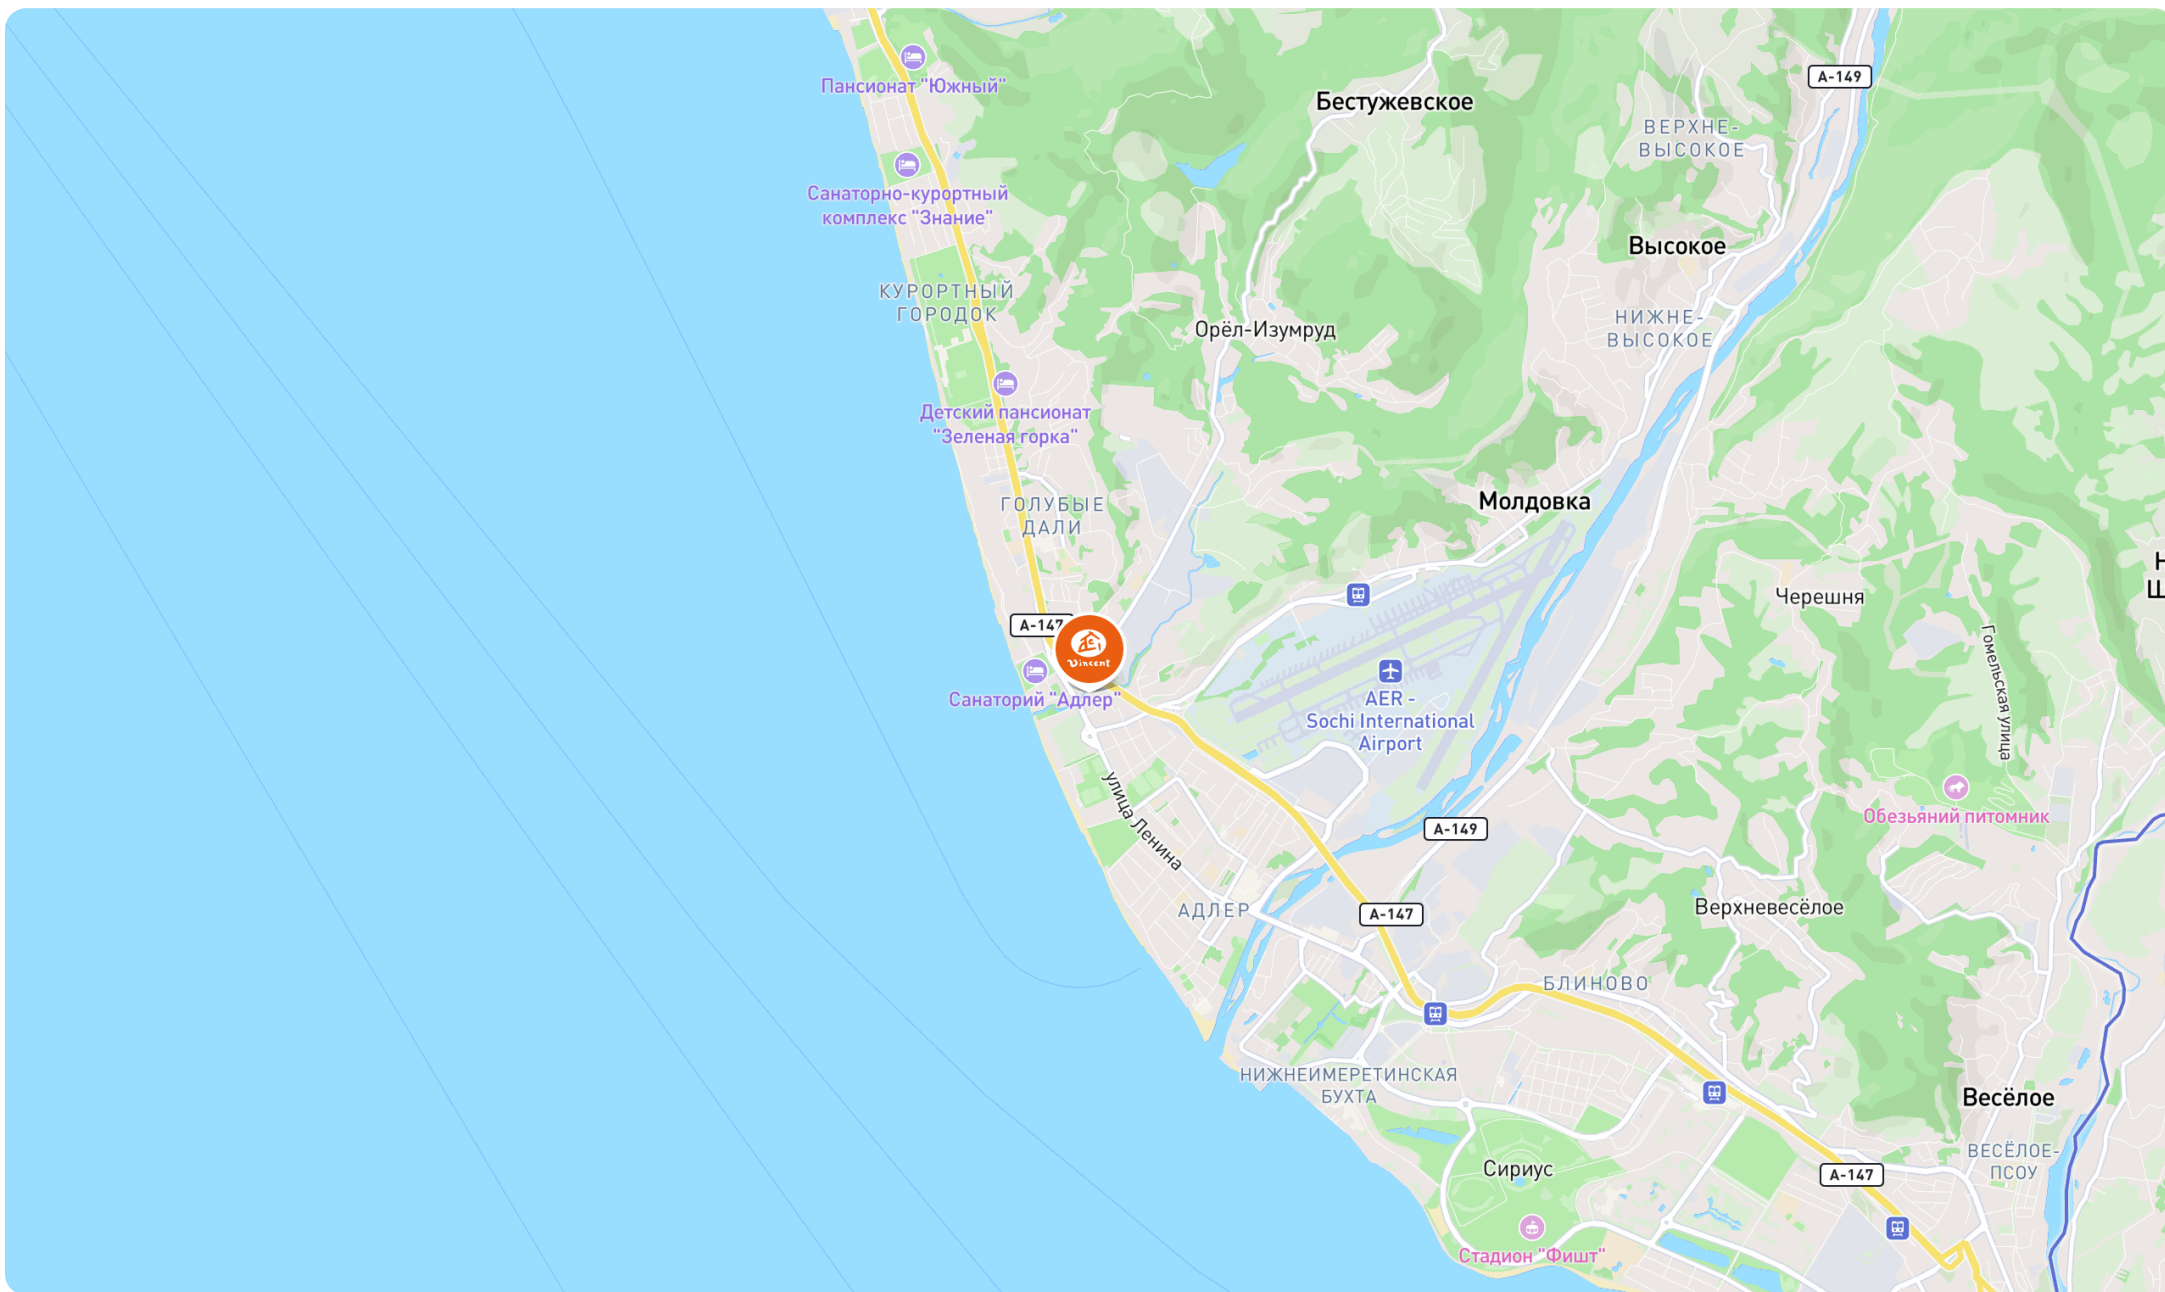 Пансионат "Южный"
Бестужевское
А-149
ВЕРХНЕ-
ВЫСОКОЕ
Санаторно-курортный
комплекс "Знание"
Высокое
КУРОРТНЫЙ
ГОРОДОК
НИЖНЕ-
ВЫСОКОЕ
Орёл-Изумруд
Детский пансионат
"Зеленая горка"
ГОЛУБЫЕ
ДАЛИ
Молдовка
Н
Ш
Черешня
А-147
Vincent
Гомельская улица
Санаторий "Адлер"
AER -
Sochi International
Airport
улица Ленина
Обезьяний питомник
А-149
АДЛЕР
А-147
Верхневесёлое
БЛИНОВО
НИЖНЕИМЕРЕТИНСКАЯ
БУХТА
Весёлое
ВЕСЁЛОЕ-
ПСОУ
Сириус
А-147
Стадион "Фишт"